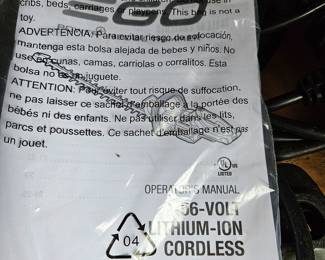 cribs, beds, carriages or playpens. This bag is not a
toy.
EGO
ADVERTENCIA: Para evitar riesgo de sofocación,
mantenga esta bolsa alejada de bebes y niños. No
use en cunas, camas, carriolas o corralitos. Esta
bolsa no es un juguete.
ATTENTION: Pour éviter tout risque de suffocation,
ne pas laisser ce sachet d'emballage à la portée des
bébés ni des enfants. Ne pas utiliser dans les lits,
parcs et poussettes. Ce sachet d'emballage n'est pas
un jouet.
UL
LISTED
US
OPERATOR'S MANUAL
56-VOLT
LITHIUM-ION
CORDLESS
04